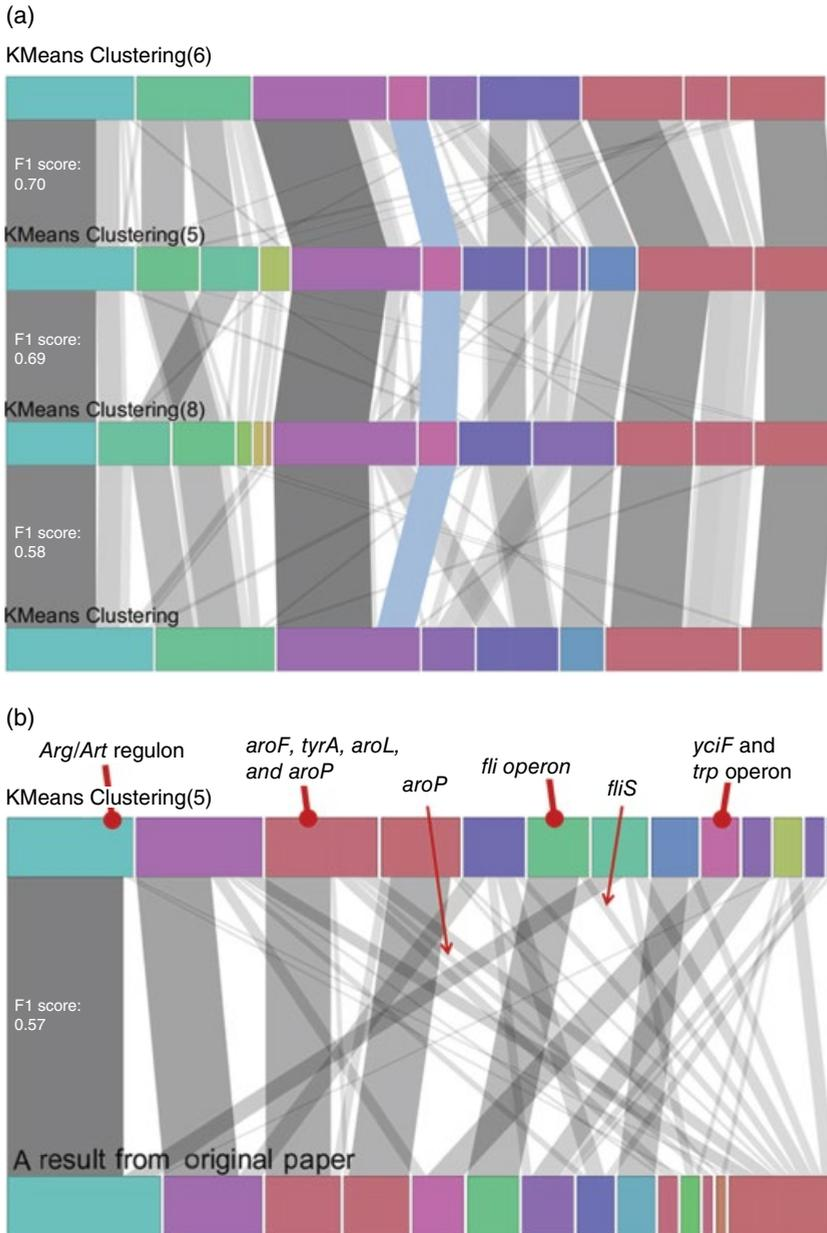 (a)
KMeans Clustering(6)
F1 score:
0.70
KMeans Clustering(5)
F1 score:
0.69
KMeans Clustering(8)
F1 score:
0.58
KMeans Clustering
(b)
Arg/Art regulon
aroF, tyrA, aroL,
and aroP
aroP
fli operon
fliS
yciF and
trp operon
KMeans Clustering(5)
F1 score:
0.57
A result from original paper